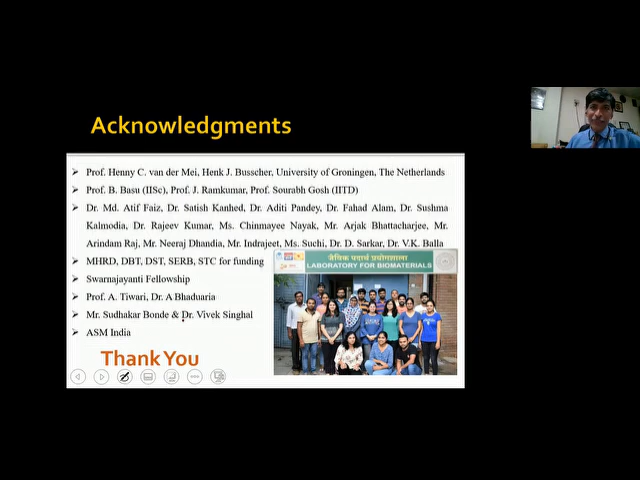 Acknowledgments
Prof. Henny C. van der Mei, Henk J. Busscher, University of Groningen, The Netherlands
Prof. B. Basu (IISc), Prof. J. Ramkumar, Prof. Sourabh Gosh (IITD)
Dr. Md. Atif Faiz, Dr. Satish Kanhed, Dr. Aditi Pandey, Dr. Fahad Alam, Dr. Sushma
Kalmodia, Dr. Rajeev Kumar, Ms. Chinmayee Nayak, Mr. Arjak Bhattacharjee, Mr.
Arindam Raj, Mr. Neeraj Dhandia, Mr. Indrajeet, Ms. Suchi, Dr. D. Sarkar, Dr. V.K. Balla
MHRD, DBT, DST, SERB, STC for funding
जैविक पदार्थ प्रयोगशाला
LABORATORY FOR BIOMATERIALS
Swarnajayanti Fellowship
Prof. A. Tiwari, Dr. A Bhaduaria
Mr. Sudhakar Bonde & Dr. Vivek Singhal
ASM India
Thank You